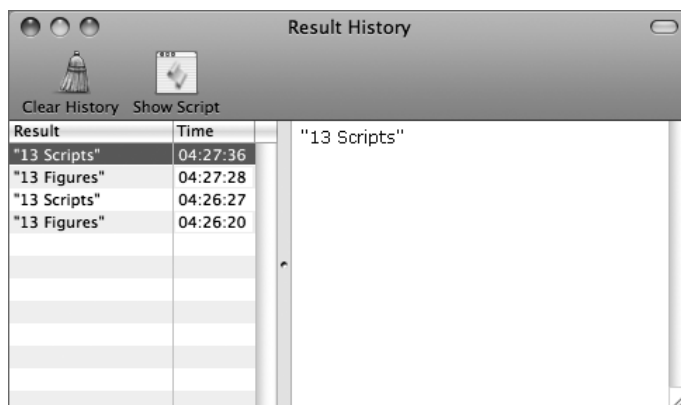 Result History
Clear History Show Script
Result Time
"13 Scripts" 04:27:36
"13 Figures" 04:27:28
"13 Scripts" 04:26:27
"13 Figures" 04:26:20
"13 Scripts"